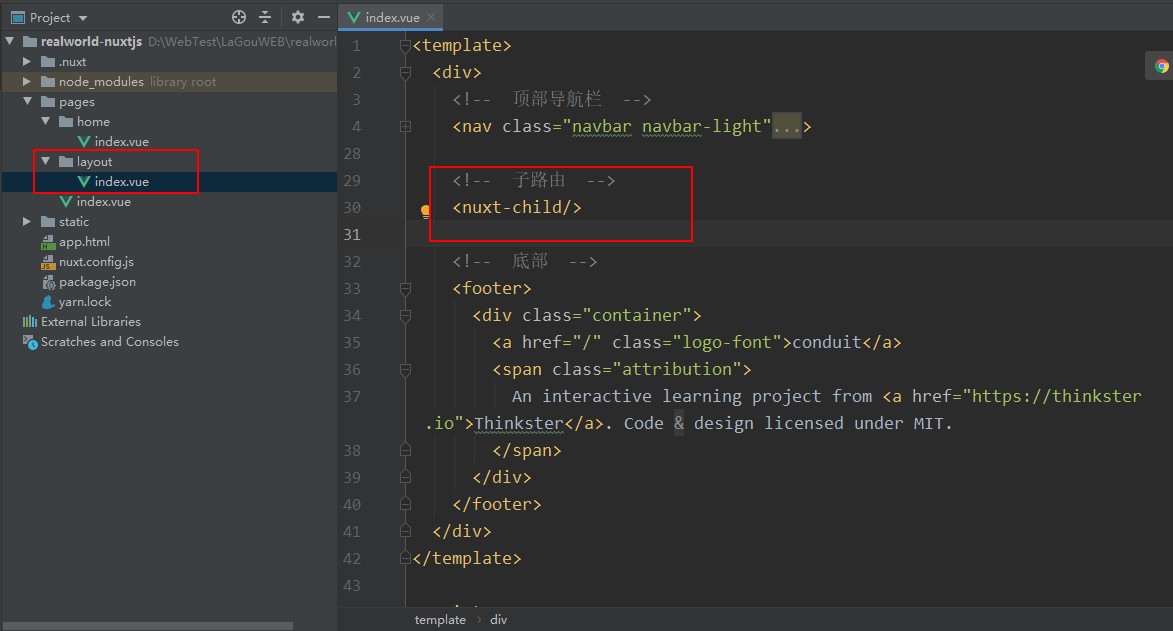 Project
index.vue
realworld-nuxtjs D:\WebTest\LaGouWEB\realworl
.nuxt
node_modules library root
pages
home
index.vue
layout
index.vue
index.vue
static
app.html
nuxt.config.js
package.json
yarn.lock
External Libraries
Scratches and Consoles
1 <template>
2 <div>
3 <!-- 顶部导航栏 -->
4 <nav class="navbar navbar-light"...>
28
29 <!-- 子路由 -->
30 <nuxt-child/>
31
32 <!-- 底部 -->
33 <footer>
34 <div class="container">
35 <a href="/" class="logo-font">conduit</a>
36 <span class="attribution">
37 An interactive learning project from <a href="https://thinkster
.io">Thinkster</a>. Code & design licensed under MIT.
38 </span>
39 </div>
40 </footer>
41 </div>
42 </template>
43
template › div